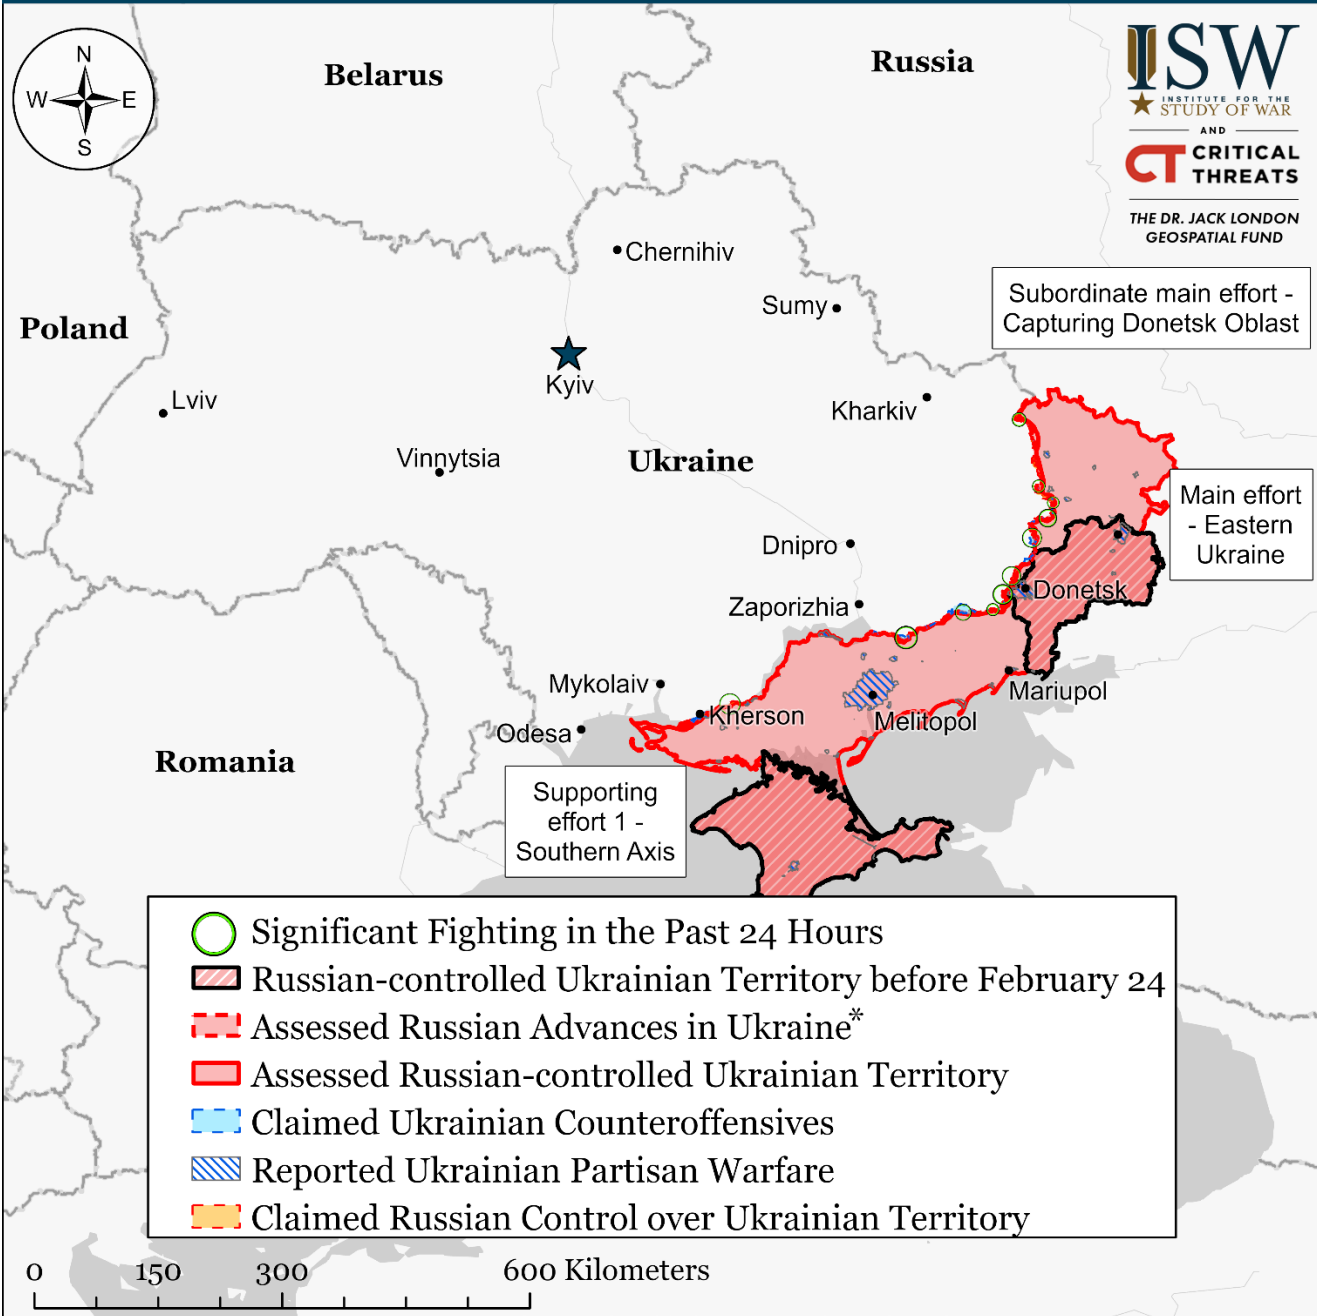 N
W
E
S
Belarus
Russia
ISW
INSTITUTE FOR THE
STUDY OF WAR
AND
CT CRITICAL
THREATS
THE DR. JACK LONDON
GEOSPATIAL FUND
Chernihiv
Subordinate main effort -
Capturing Donetsk Oblast
Sumy
Poland
Kyiv
Lviv
Kharkiv
Vinnytsia
Ukraine
Main effort
- Eastern
Ukraine
Dnipro
Donetsk
Zaporizhia
Mykolaiv
Mariupol
Kherson
Melitopol
Odesa
Romania
Supporting
effort 1 -
Southern Axis
Significant Fighting in the Past 24 Hours
Russian-controlled Ukrainian Territory before February 24
Assessed Russian Advances in Ukraine*
Assessed Russian-controlled Ukrainian Territory
Claimed Ukrainian Counteroffensives
Reported Ukrainian Partisan Warfare
Claimed Russian Control over Ukrainian Territory
0 150 300 600 Kilometers